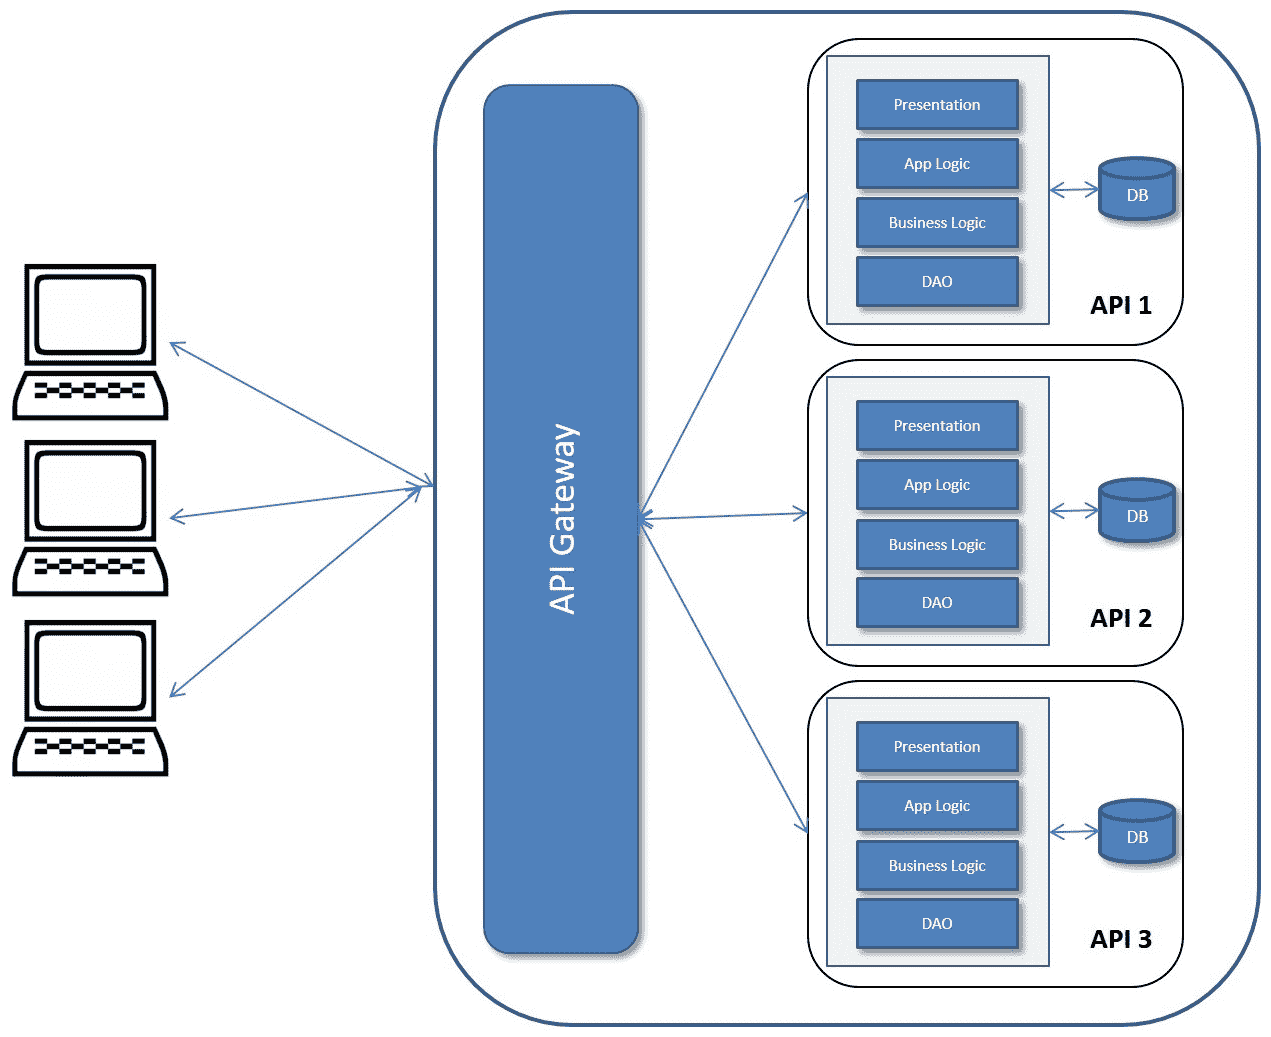 API Gateway
Presentation
App Logic
Business Logic
DAO
DB
API 1
Presentation
App Logic
Business Logic
DAO
DB
API 2
Presentation
App Logic
Business Logic
DAO
DB
API 3